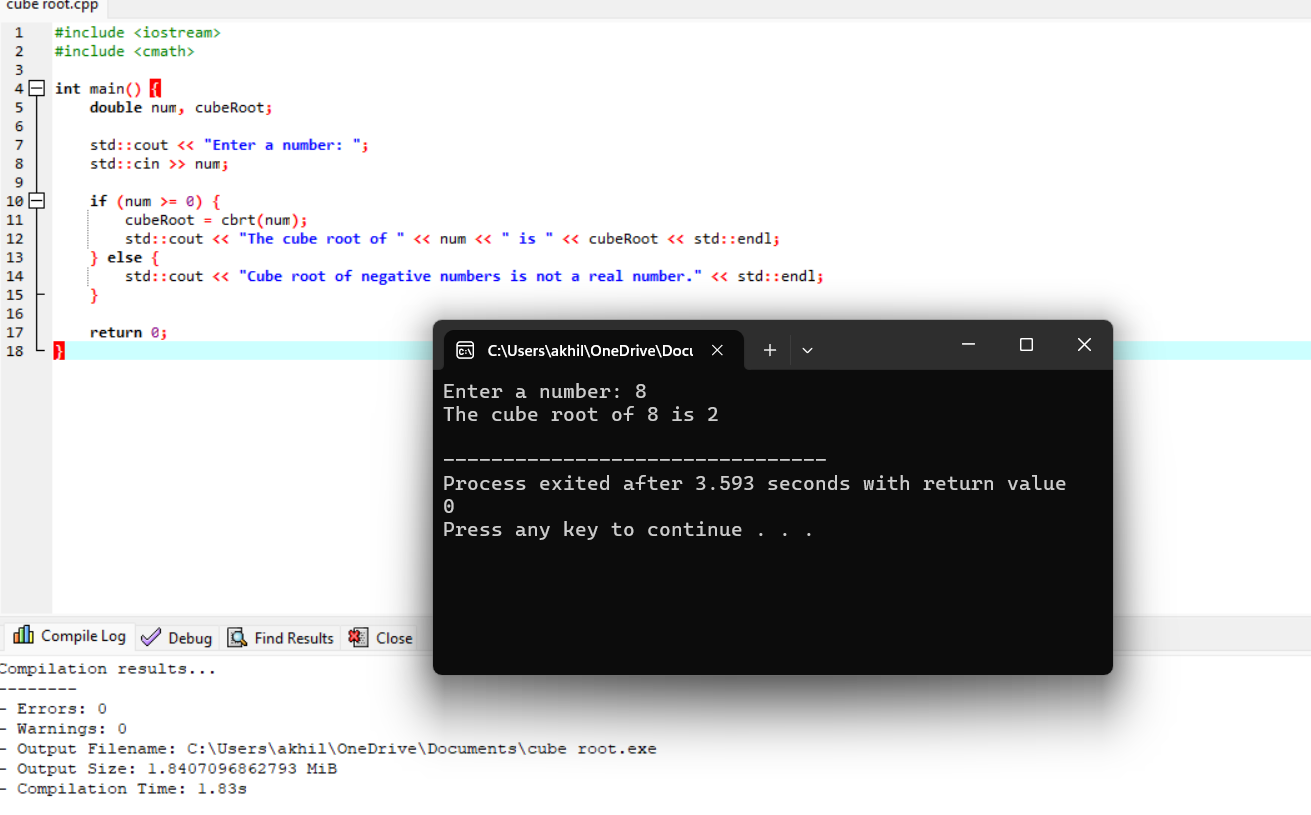 cube root.cpp
1 #include <iostream>
2 #include <cmath>
3
4 int main() {
5 double num, cubeRoot;
6
7 std::cout << "Enter a number: ";
8 std::cin >> num;
9
10 if (num >= 0) {
11 cubeRoot = cbrt(num);
12 std::cout << "The cube root of " << num << " is " << cubeRoot << std::endl;
13 } else {
14 std::cout << "Cube root of negative numbers is not a real number." << std::endl;
15 }
16
17 return 0;
18 }
C:\Users\akhil\OneDrive\Docu
Enter a number: 8
The cube root of 8 is 2
--------------------------------
Process exited after 3.593 seconds with return value
0
Press any key to continue . . .
Compile Log Debug Find Results Close
Compilation results...
--------
- Errors: 0
- Warnings: 0
- Output Filename: C:\Users\akhil\OneDrive\Documents\cube root.exe
- Output Size: 1.8407096862793 MiB
- Compilation Time: 1.83s